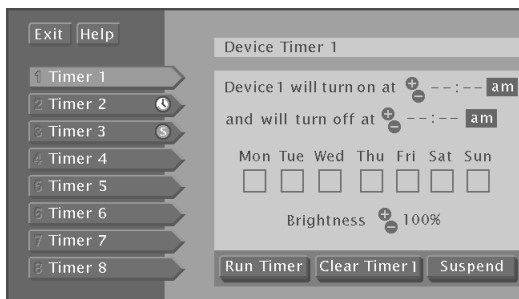 Exit Help
Device Timer 1
1 Timer 1
2 Timer 2
3 Timer 3 S
4 Timer 4
5 Timer 5
6 Timer 6
7 Timer 7
8 Timer 8
Device 1 will turn on at --:-- am
and will turn off at --:-- am
Mon Tue Wed Thu Fri Sat Sun
Brightness 100%
Run Timer Clear Timer 1 Suspend